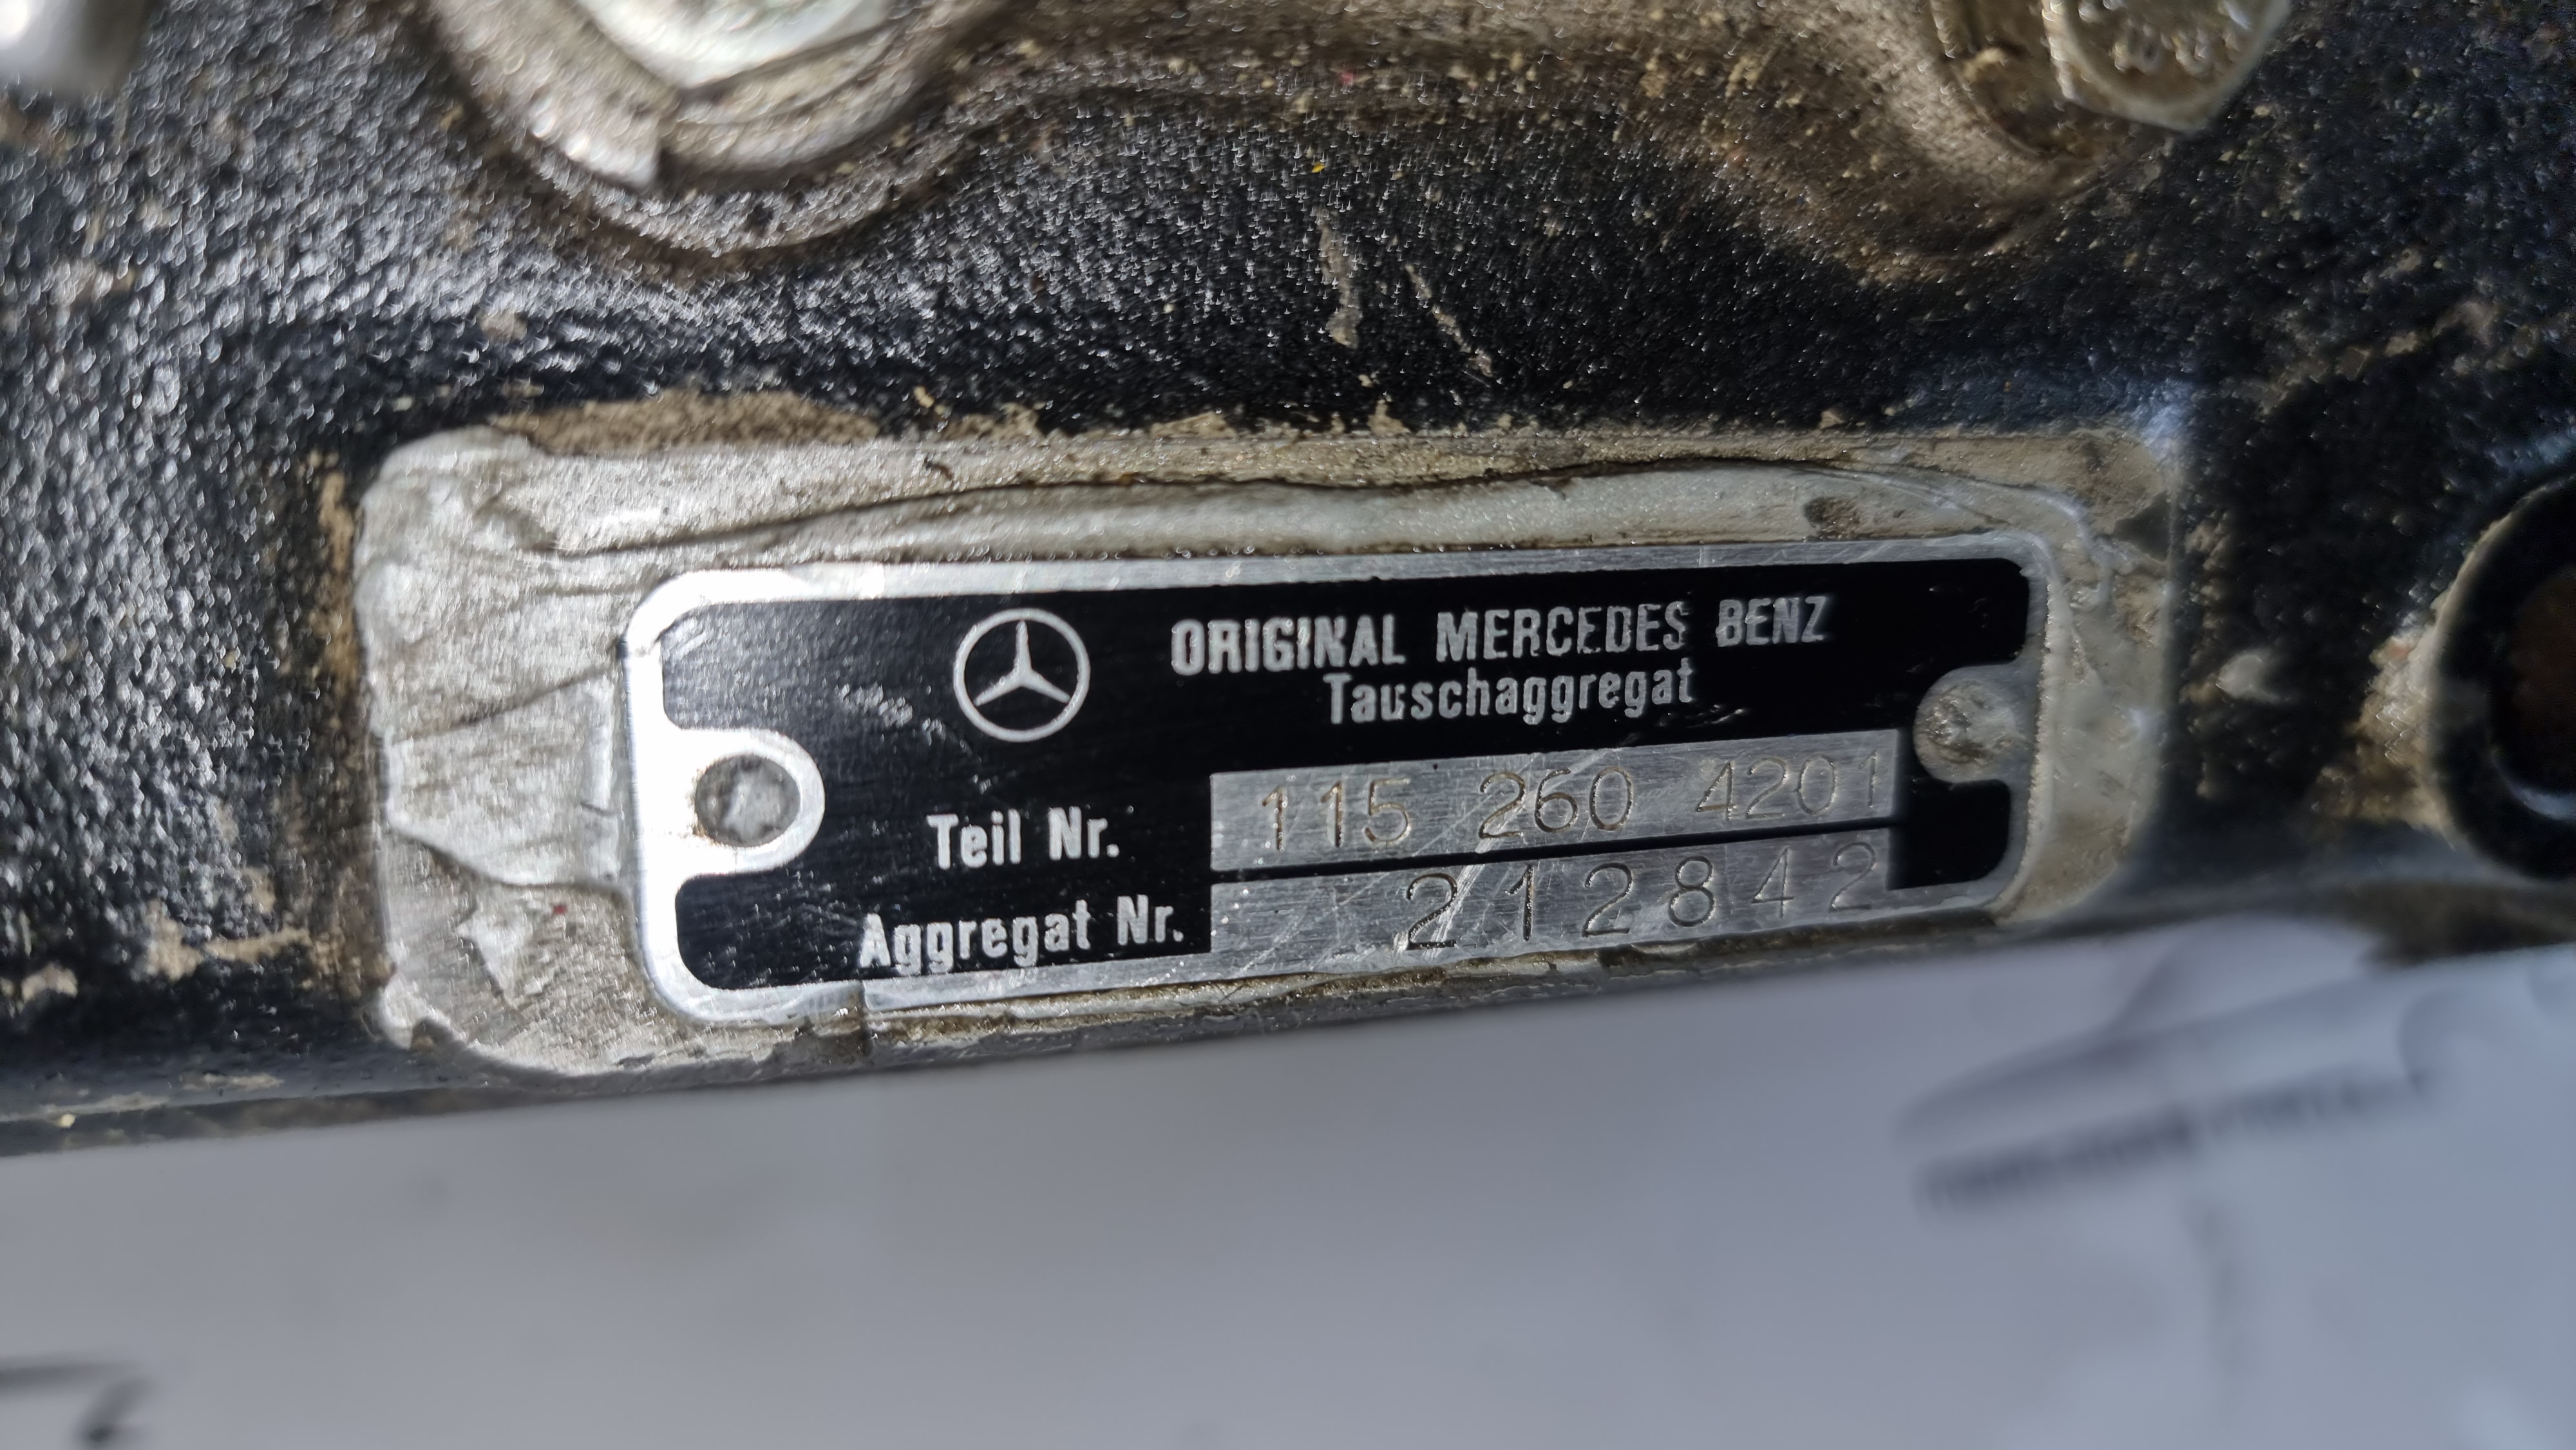 ORIGINAL MERCEDES BENZ
Tauschaggregat
Teil Nr. 115 260 4201
Aggregat Nr. 212842